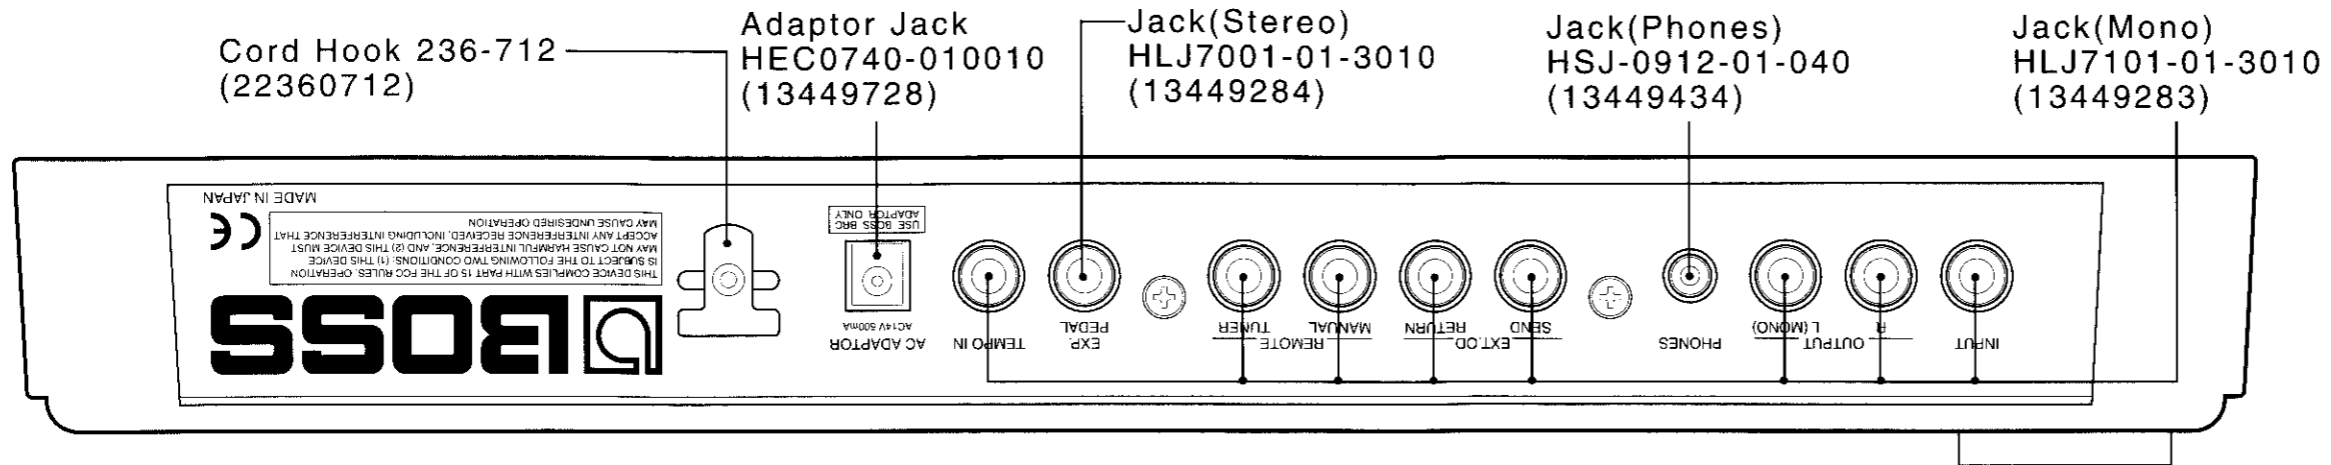 Cord Hook 236-712
(22360712)
Adaptor Jack
HEC0740-010010
(13449728)
Jack(Stereo)
HLJ7001-01-3010
(13449284)
Jack(Phones)
HSJ-0912-01-040
(13449434)
Jack(Mono)
HLJ7101-01-3010
(13449283)
MADE IN JAPAN
CE
THIS DEVICE COMPLIES WITH PART 15 OF THE FCC RULES. OPERATION
IS SUBJECT TO THE FOLLOWING TWO CONDITIONS: (1) THIS DEVICE
MAY NOT CAUSE HARMFUL INTERFERENCE, AND (2) THIS DEVICE MUST
ACCEPT ANY INTERFERENCE RECEIVED, INCLUDING INTERFERENCE THAT
MAY CAUSE UNDESIRED OPERATION
BOSS
USE BOSS BRC
ADAPTOR ONLY
AC14V 800mA
AC ADAPTOR
TEMPO IN
EXP.
PEDAL
REMOTE
TUNER
MANUAL
EXT.OD
RETURN
SEND
PHONES
OUTPUT
L (MONO)
R
INPUT